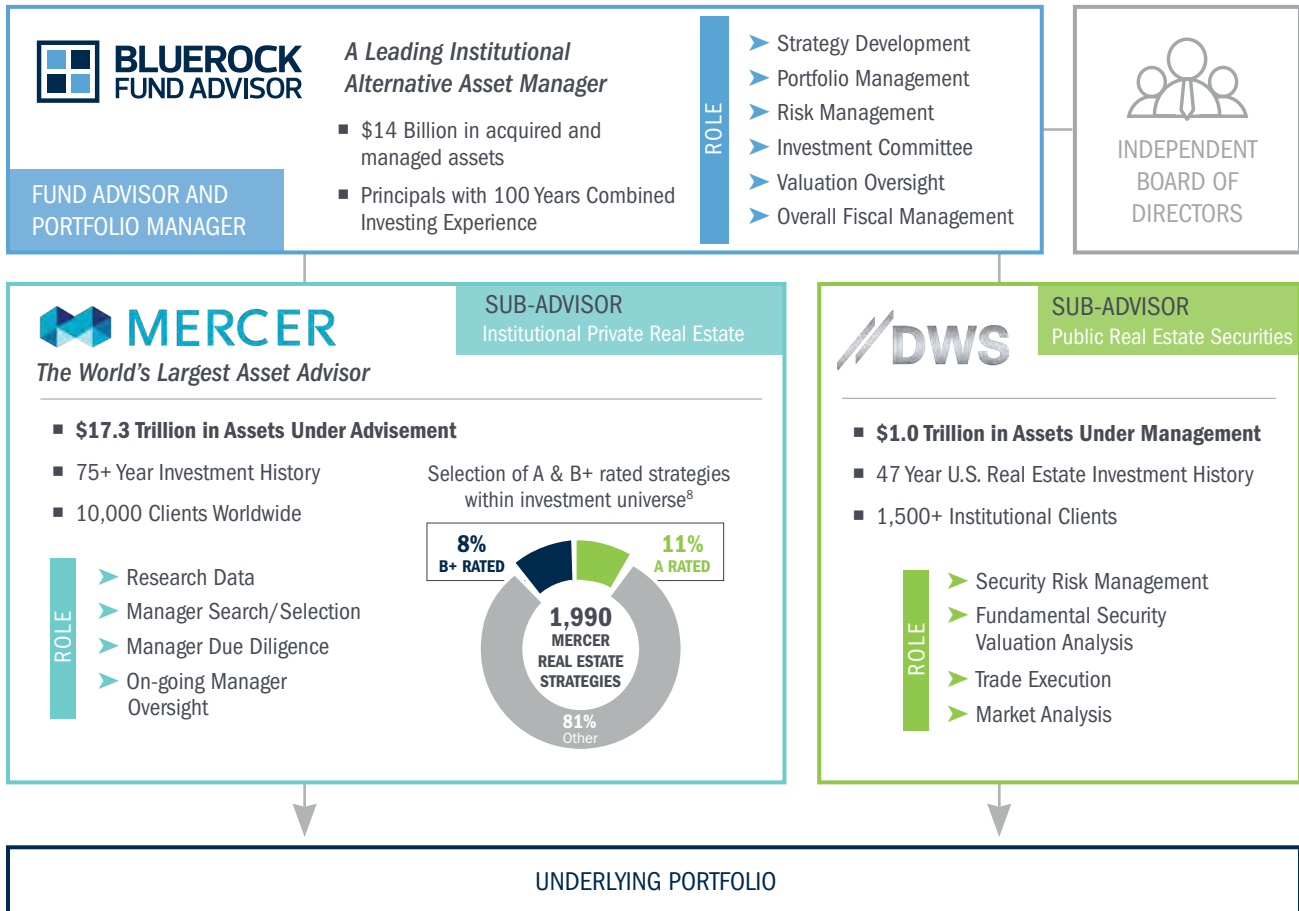 BLUEROCK
FUND ADVISOR
FUND ADVISOR AND
PORTFOLIO MANAGER
A Leading Institutional
Alternative Asset Manager
■ $14 Billion in acquired and
managed assets
■ Principals with 100 Years Combined
Investing Experience
ROLE
➤ Strategy Development
➤ Portfolio Management
➤ Risk Management
➤ Investment Committee
➤ Valuation Oversight
➤ Overall Fiscal Management
INDEPENDENT
BOARD OF
DIRECTORS
MERCER
The World's Largest Asset Advisor
SUB-ADVISOR
Institutional Private Real Estate
■ $17.3 Trillion in Assets Under Advisement
■ 75+ Year Investment History
■ 10,000 Clients Worldwide
ROLE
➤ Research Data
➤ Manager Search/Selection
➤ Manager Due Diligence
➤ On-going Manager
Oversight
Selection of A & B+ rated strategies
within investment universe⁸
8%
B+ RATED
11%
A RATED
1,990
MERCER
REAL ESTATE
STRATEGIES
81%
Other
DWS
SUB-ADVISOR
Public Real Estate Securities
■ $1.0 Trillion in Assets Under Management
■ 47 Year U.S. Real Estate Investment History
■ 1,500+ Institutional Clients
ROLE
➤ Security Risk Management
➤ Fundamental Security
Valuation Analysis
➤ Trade Execution
➤ Market Analysis
UNDERLYING PORTFOLIO